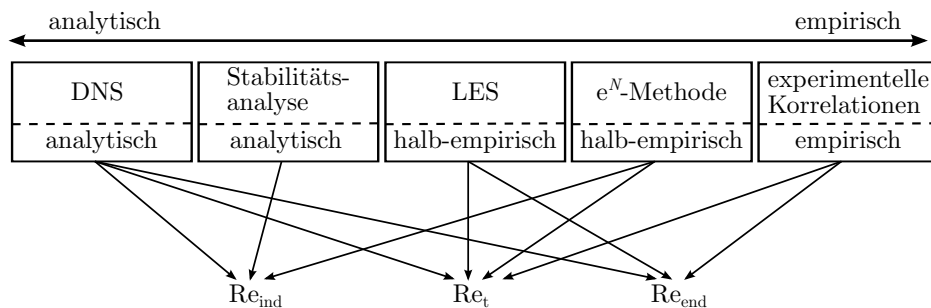 analytisch empirisch
DNS
analytisch
Stabilitäts-
analyse
analytisch
LES
halb-empirisch
e^N-Methode
halb-empirisch
experimentelle
Korrelationen
empirisch
Re_ind Re_t Re_end